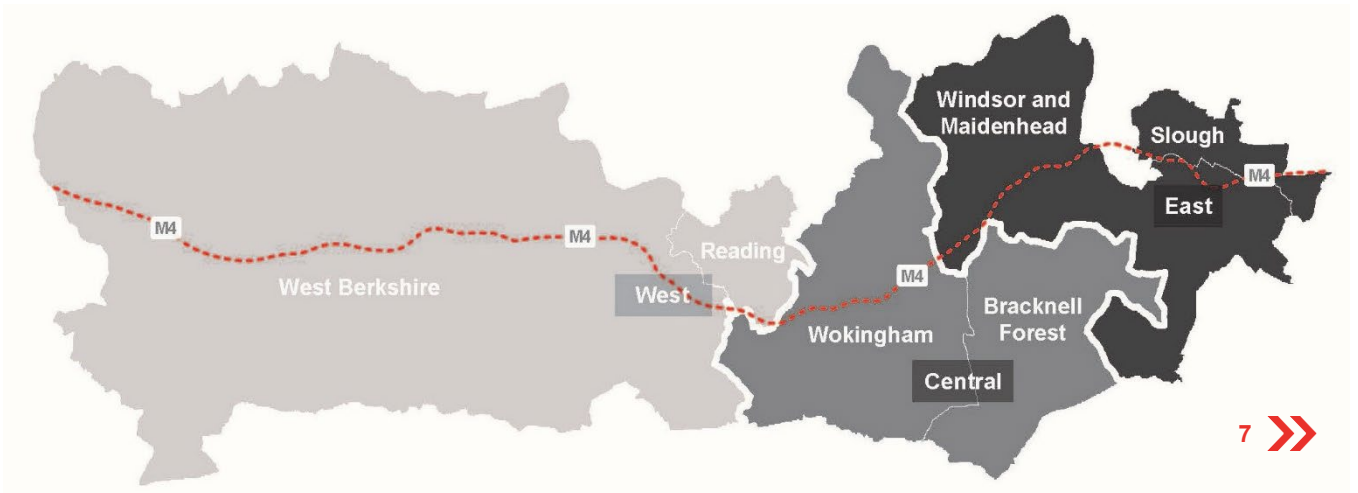 Windsor and
Maidenhead
Slough
M4
East
M4
M4
Reading
West Berkshire
West
M4
Bracknell
Forest
Wokingham
Central
7